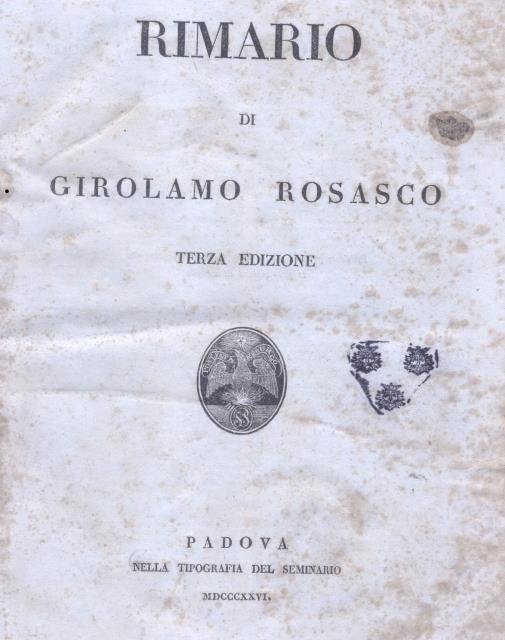 RIMARIO
DI
GIROLAMO ROSASCO
TERZA EDIZIONE
PADOVA
NELLA TIPOGRAFIA DEL SEMINARIO
MDCCCXXVI.